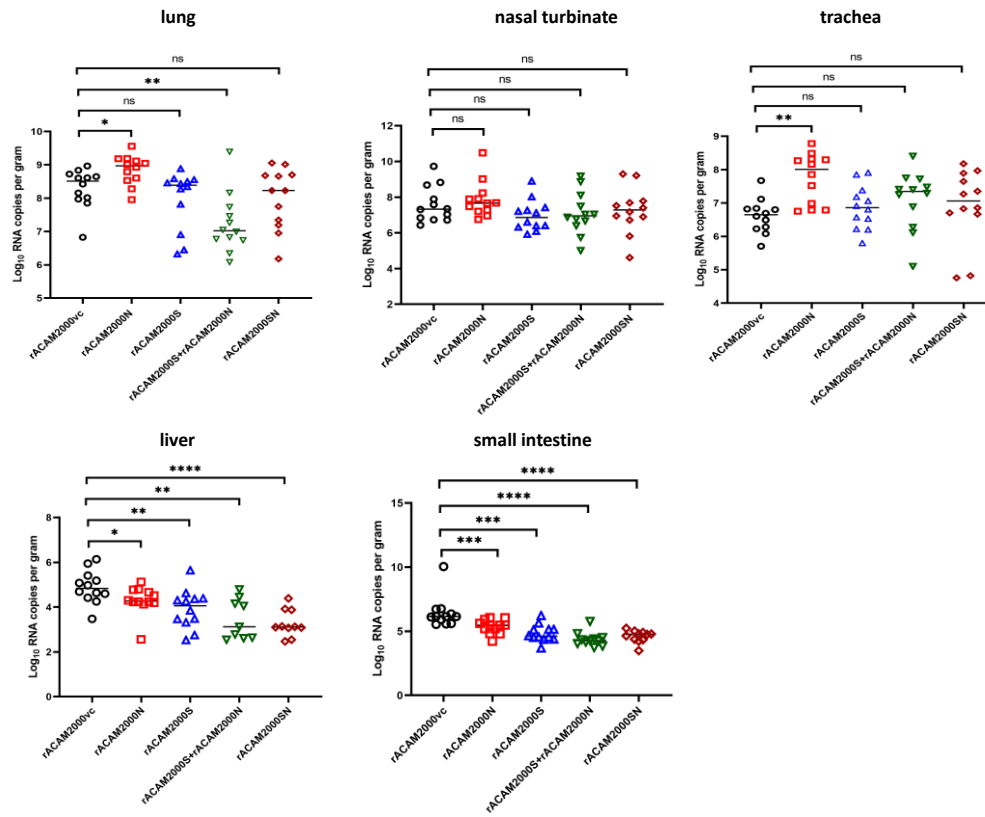 lung
ns
**
ns
*
Log10 RNA copies per gram
10
9
8
7
6
5
rACAM2000vc
rACAM2000N
rACAM2000S
rACAM2000S+rACAM2000N
rACAM2000SN
nasal turbinate
ns
ns
ns
ns
Log10 RNA copies per gram
12
10
8
6
4
2
rACAM2000vc
rACAM2000N
rACAM2000S
rACAM2000S+rACAM2000N
rACAM2000SN
trachea
ns
ns
ns
**
Log10 RNA copies per gram
9
8
7
6
5
4
rACAM2000vc
rACAM2000N
rACAM2000S
rACAM2000S+rACAM2000N
rACAM2000SN
liver
****
**
**
*
Log10 RNA copies per gram
8
6
4
2
0
rACAM2000vc
rACAM2000N
rACAM2000S
rACAM2000S+rACAM2000N
rACAM2000SN
small intestine
****
****
***
***
Log10 RNA copies per gram
15
10
5
0
rACAM2000vc
rACAM2000N
rACAM2000S
rACAM2000S+rACAM2000N
rACAM2000SN